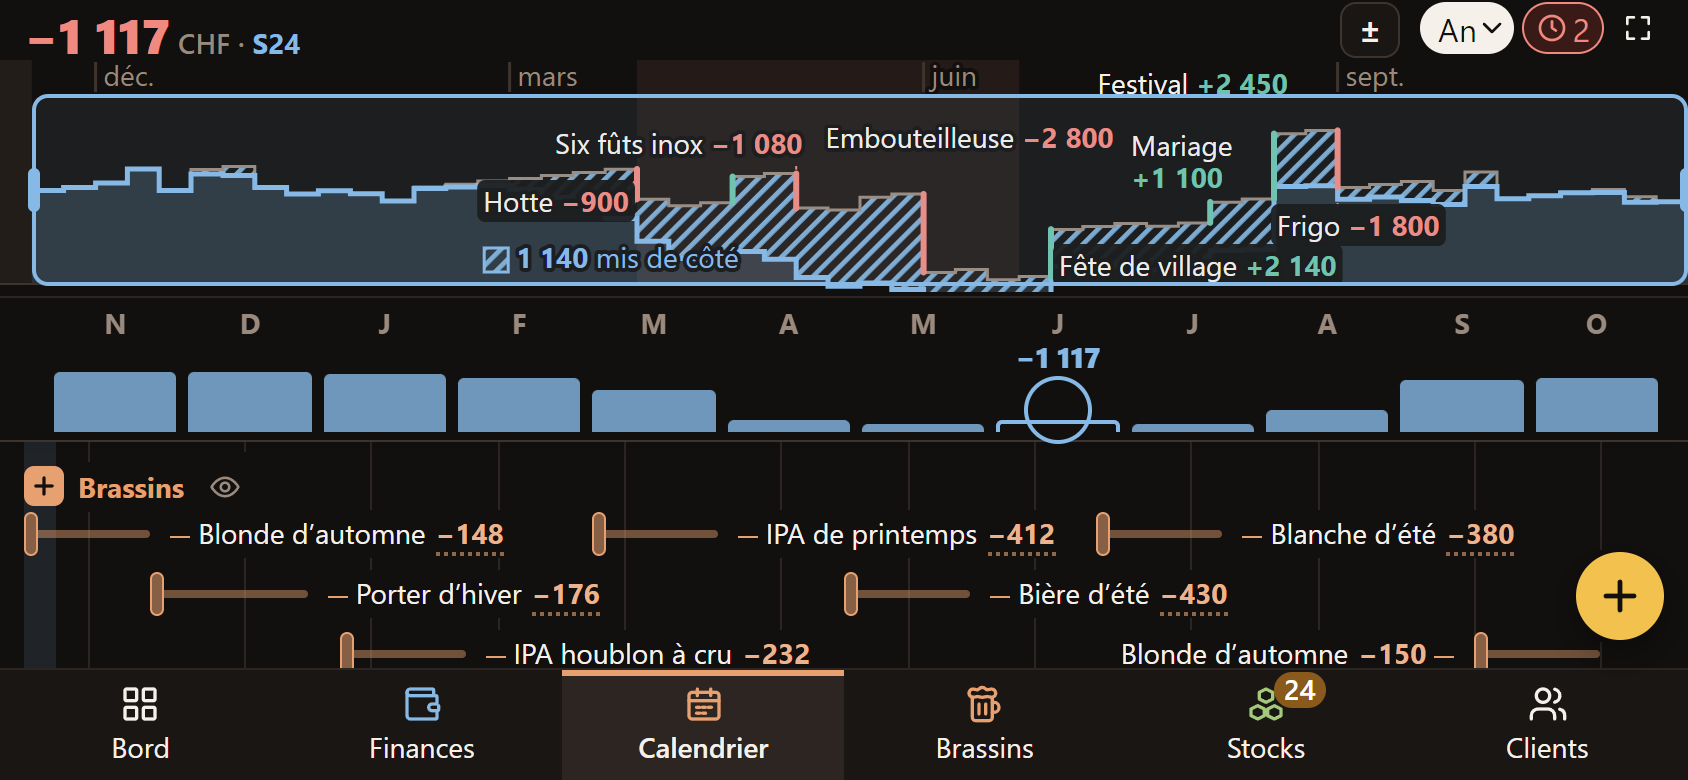 −1 117 CHF · S24
±
An
2
déc.
mars
juin
sept.
Festival +2 450
Six fûts inox −1 080
Embouteilleuse −2 800
Mariage
+1 100
Hotte −900
Frigo −1 800
1 140 mis de côté
Fête de village +2 140
N D J F M A M J J A S O
−1 117
Brassins
Blonde d’automne −148
IPA de printemps −412
Blanche d’été −380
Porter d’hiver −176
Bière d’été −430
IPA houblon à cru −232
Blonde d’automne −150
24
Bord
Finances
Calendrier
Brassins
Stocks
Clients